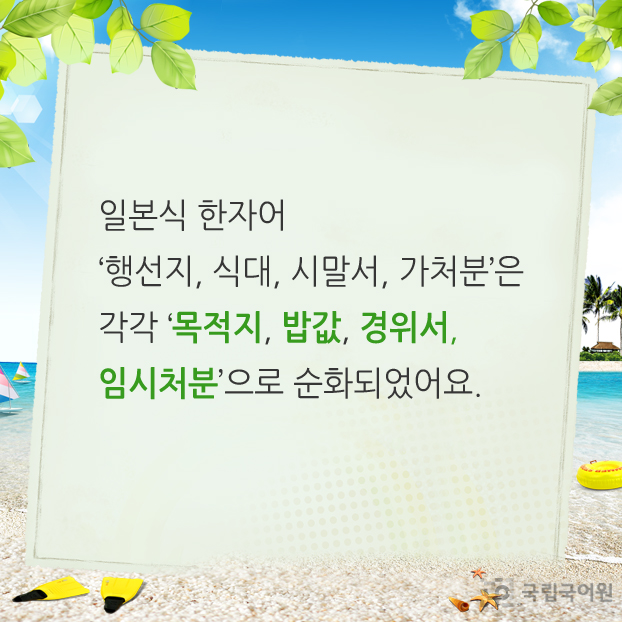 일본식 한자어
‘행선지, 식대, 시말서, 가처분’은
각각 ‘목적지, 밥값, 경위서,
임시처분’으로 순화되었어요.
국립국어원